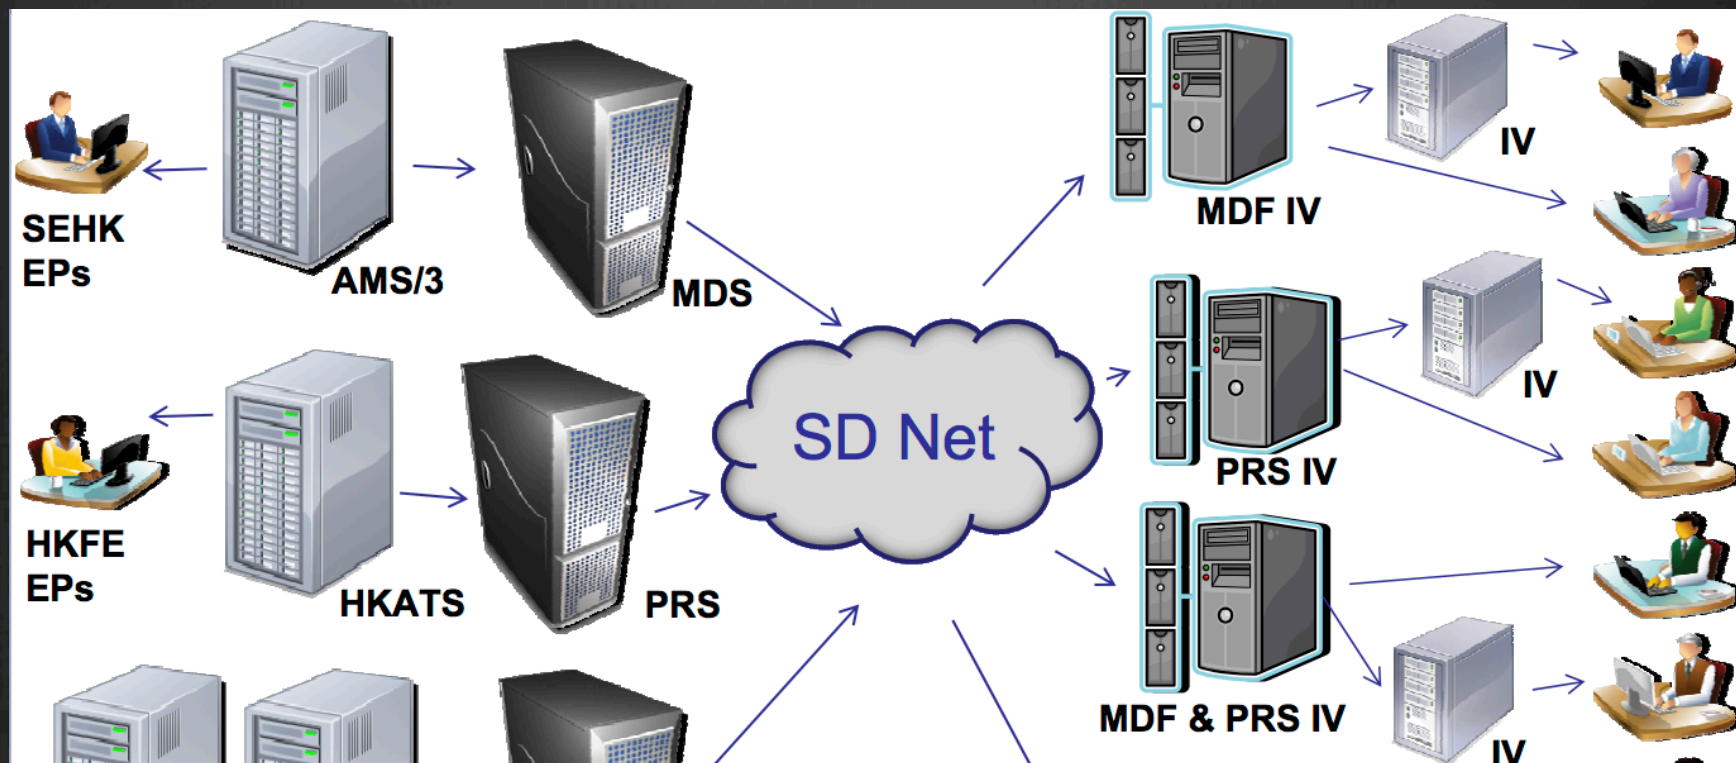 SEHK
EPs
AMS/3
MDS
MDF IV
IV
HKFE
EPs
HKATS
PRS
SD Net
PRS IV
IV
MDF & PRS IV
IV